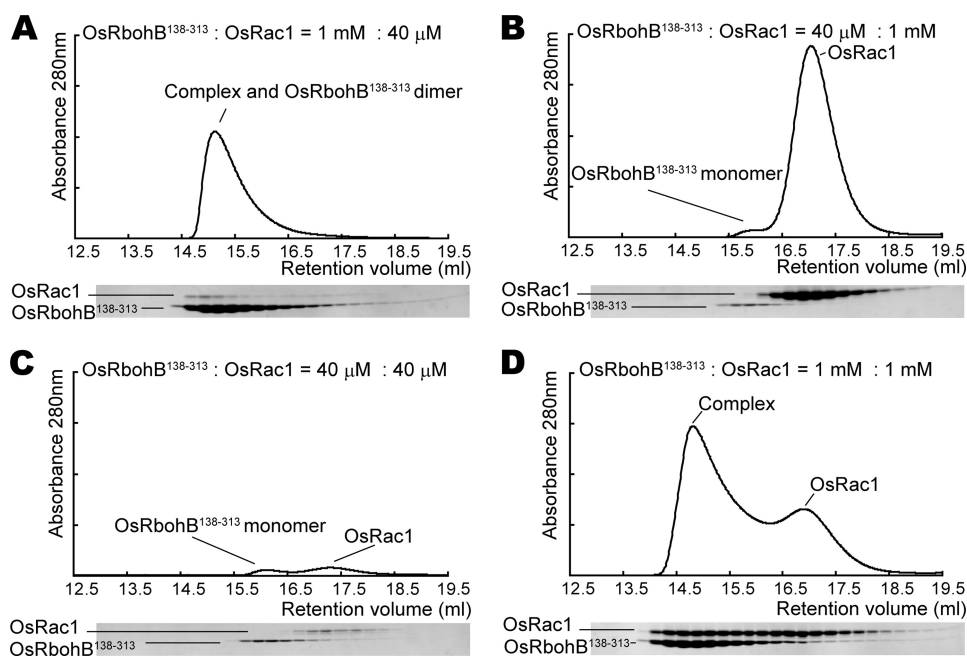 A
OsRbohB¹³⁸⁻³¹³ : OsRac1 = 1 mM : 40 μM
Absorbance 280nm
Complex and OsRbohB¹³⁸⁻³¹³ dimer
12.5 13.5 14.5 15.5 16.5 17.5 18.5 19.5
Retention volume (ml)
OsRac1
OsRbohB¹³⁸⁻³¹³
B
OsRbohB¹³⁸⁻³¹³ : OsRac1 = 40 μM : 1 mM
Absorbance 280nm
OsRac1
OsRbohB¹³⁸⁻³¹³ monomer
12.5 13.5 14.5 15.5 16.5 17.5 18.5 19.5
Retention volume (ml)
OsRac1
OsRbohB¹³⁸⁻³¹³
C
OsRbohB¹³⁸⁻³¹³ : OsRac1 = 40 μM : 40 μM
Absorbance 280nm
OsRbohB¹³⁸⁻³¹³ monomer
OsRac1
12.5 13.5 14.5 15.5 16.5 17.5 18.5 19.5
Retention volume (ml)
OsRac1
OsRbohB¹³⁸⁻³¹³
D
OsRbohB¹³⁸⁻³¹³ : OsRac1 = 1 mM : 1 mM
Absorbance 280nm
Complex
OsRac1
12.5 13.5 14.5 15.5 16.5 17.5 18.5 19.5
Retention volume (ml)
OsRac1
OsRbohB¹³⁸⁻³¹³